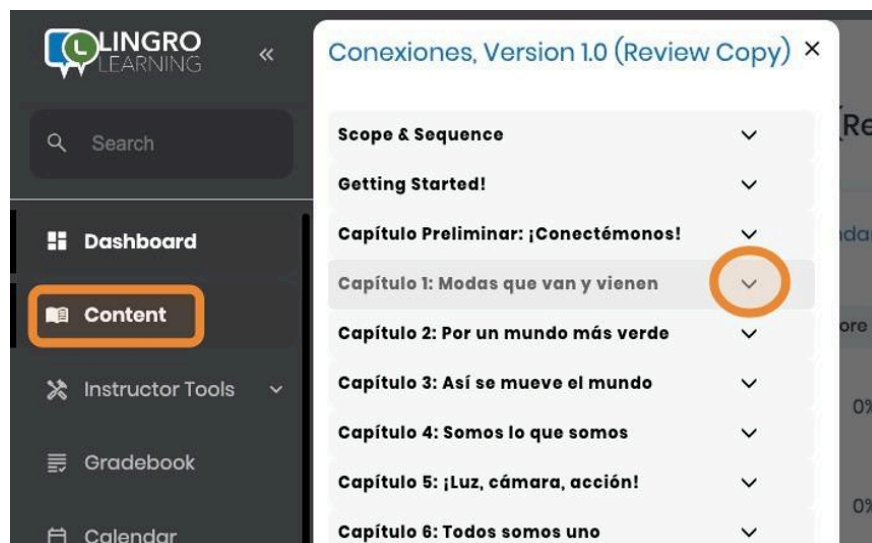 LINGRO
LEARNING
«
Search
Dashboard
Content
Instructor Tools
Gradebook
Calendar
Conexiones, Version 1.0 (Review Copy) ×
Scope & Sequence
Getting Started!
Capítulo Preliminar: ¡Conectémonos!
Capítulo 1: Modas que van y vienen
Capítulo 2: Por un mundo más verde
Capítulo 3: Así se mueve el mundo
Capítulo 4: Somos lo que somos
Capítulo 5: ¡Luz, cámara, acción!
Capítulo 6: Todos somos uno
(Re
ore
0%
0%